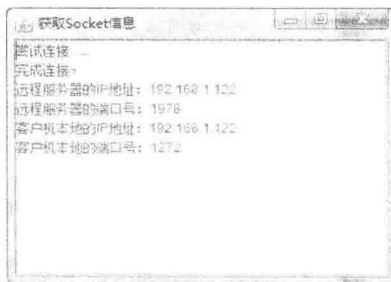 获取Socket信息
尝试连接
完成连接
远程服务器的IP地址：192.168.1.122
远程服务器的端口号：1978
客户机本地的IP地址：192.168.1.122
客户机本地的端口号：1272